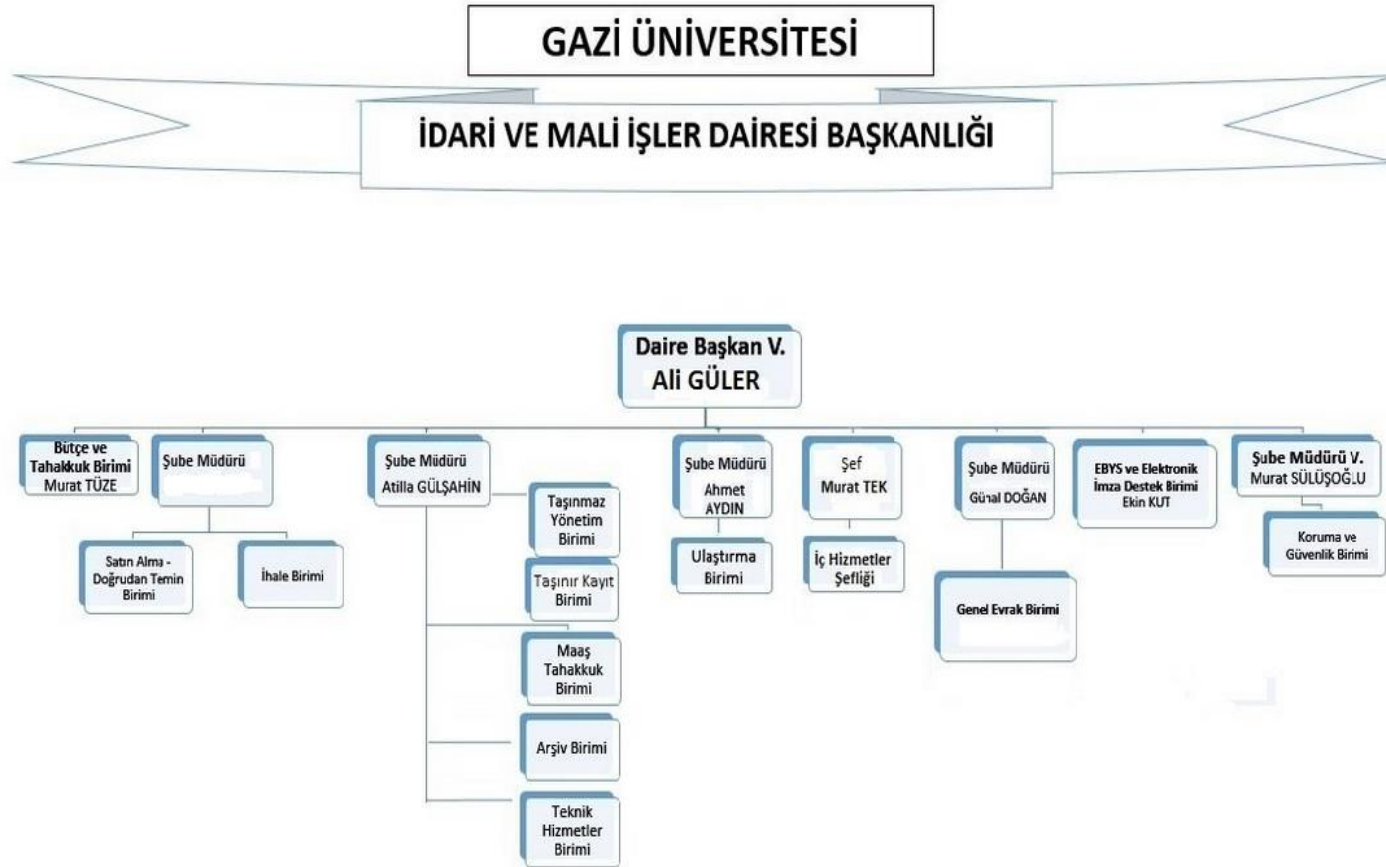 GAZİ ÜNİVERSİTESİ
İDARİ VE MALİ İŞLER DAİRESİ BAŞKANLIĞI
Daire Başkan V.
Ali GÜLER
Bütçe ve
Tahakkuk Birimi
Murat TÜZE
Şube Müdürü
Satın Alma -
Doğrudan Temin
Birimi
İhale Birimi
Şube Müdürü
Atilla GÜLŞAHİN
Taşınmaz
Yönetim
Birimi
Taşınır Kayıt
Birimi
Maaş
Tahakkuk
Birimi
Arşiv Birimi
Teknik
Hizmetler
Birimi
Şube Müdürü
Ahmet
AYDIN
Ulaştırma
Birimi
Şef
Murat TEK
İç Hizmetler
Şefliği
Şube Müdürü
Günal DOĞAN
Genel Evrak Birimi
EBYS ve Elektronik
İmza Destek Birimi
Ekin KUT
Şube Müdürü V.
Murat SÜLÜŞOĞLU
Koruma ve
Güvenlik Birimi